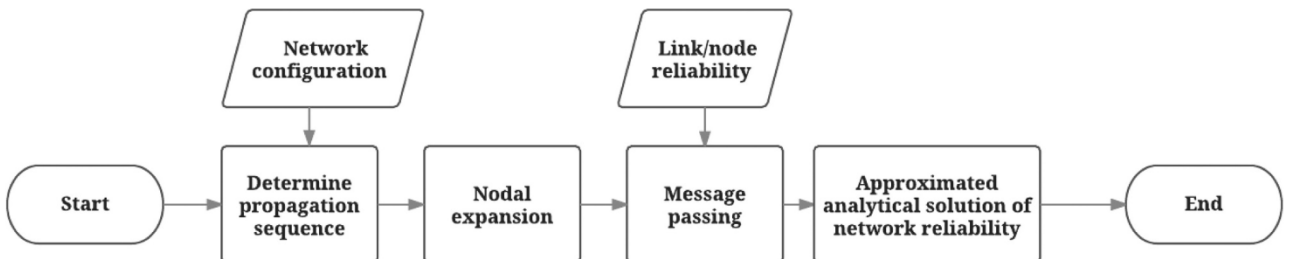 Network
configuration
Link/node
reliability
Start
Determine
propagation
sequence
Nodal
expansion
Message
passing
Approximated
analytical solution of
network reliability
End